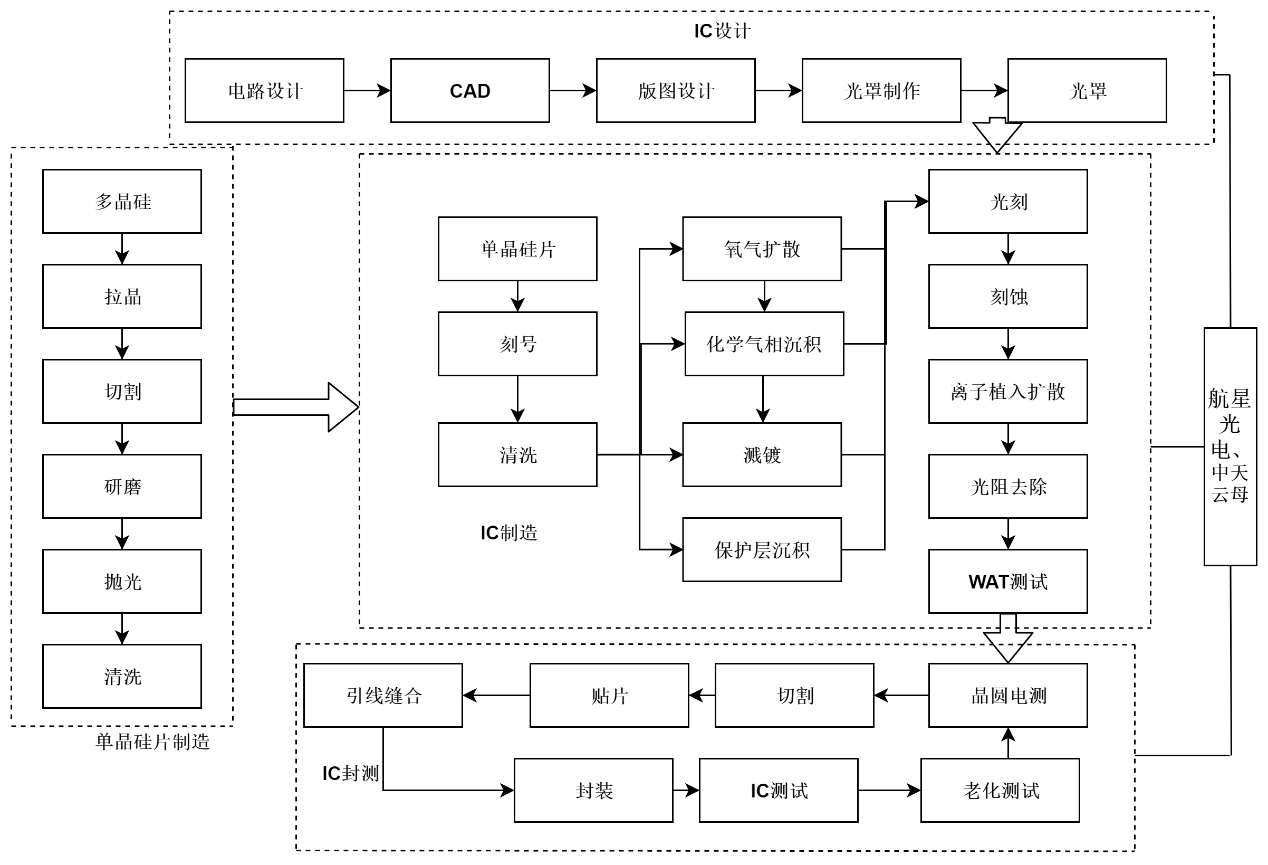 IC设计
电路设计
CAD
版图设计
光罩制作
光罩
多晶硅
拉晶
切割
研磨
抛光
清洗
单晶硅片制造
单晶硅片
刻号
清洗
IC制造
氧气扩散
化学气相沉积
溅镀
保护层沉积
光刻
刻蚀
离子植入扩散
光阻去除
WAT测试
晶圆电测
切割
贴片
引线缝合
IC封测
封装
IC测试
老化测试
航星
光
电、
中天
云母